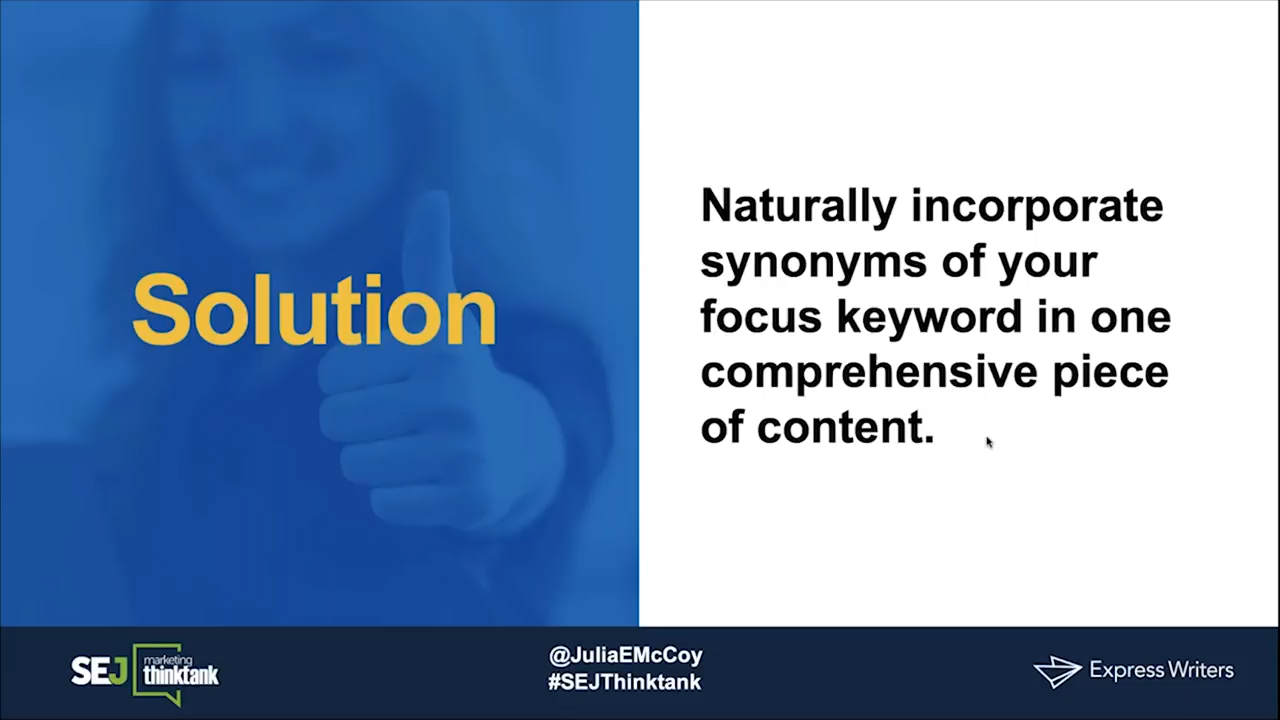 Solution
Naturally incorporate
synonyms of your
focus keyword in one
comprehensive piece
of content.
SEJ marketing
thinktank
@JuliaEMcCoy
#SEJThinktank
Express Writers